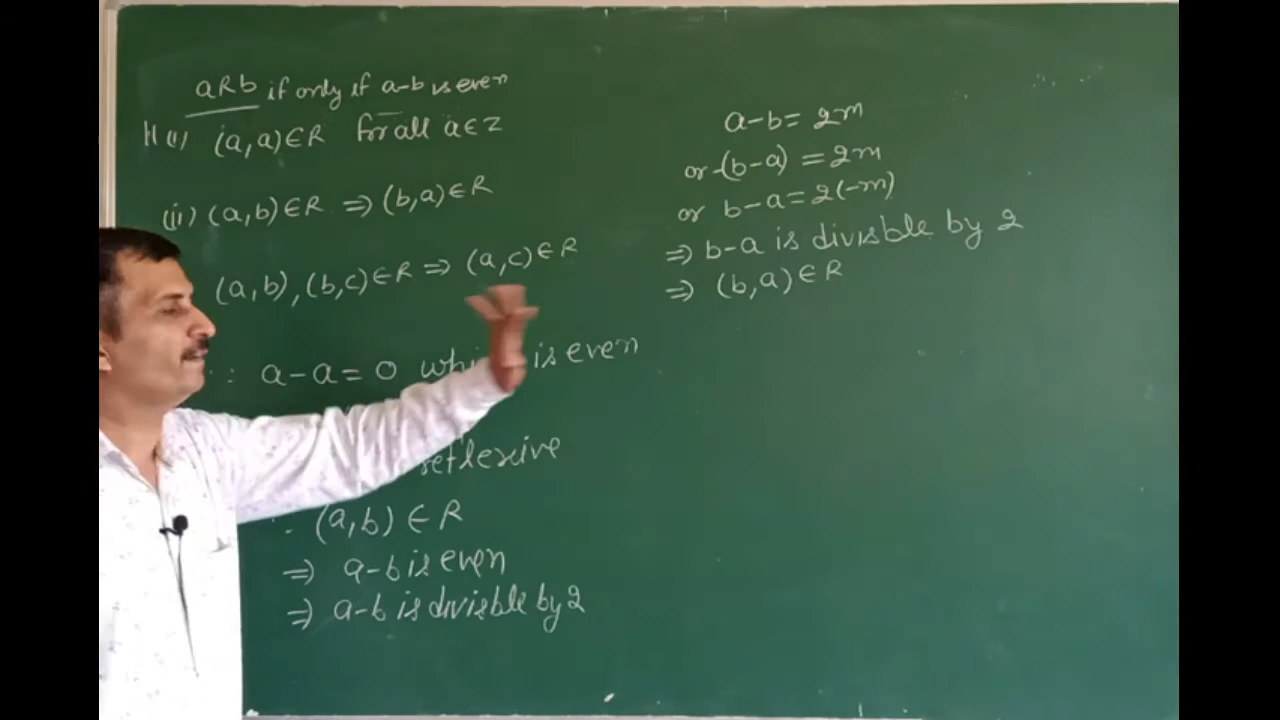 aRb if only if a-b is even
(i) (a,a)∈R for all a∈Z
(ii) (a,b)∈R ⇒ (b,a)∈R
(a,b),(b,c)∈R ⇒ (a,c)∈R
a-a=0 is even
reflexive
(a,b)∈R
⇒ a-b is even
⇒ a-b is divisble by 2
a-b=2m
or -(b-a)=2m
or b-a=2(-m)
⇒ b-a is divisble by 2
⇒ (b,a)∈R